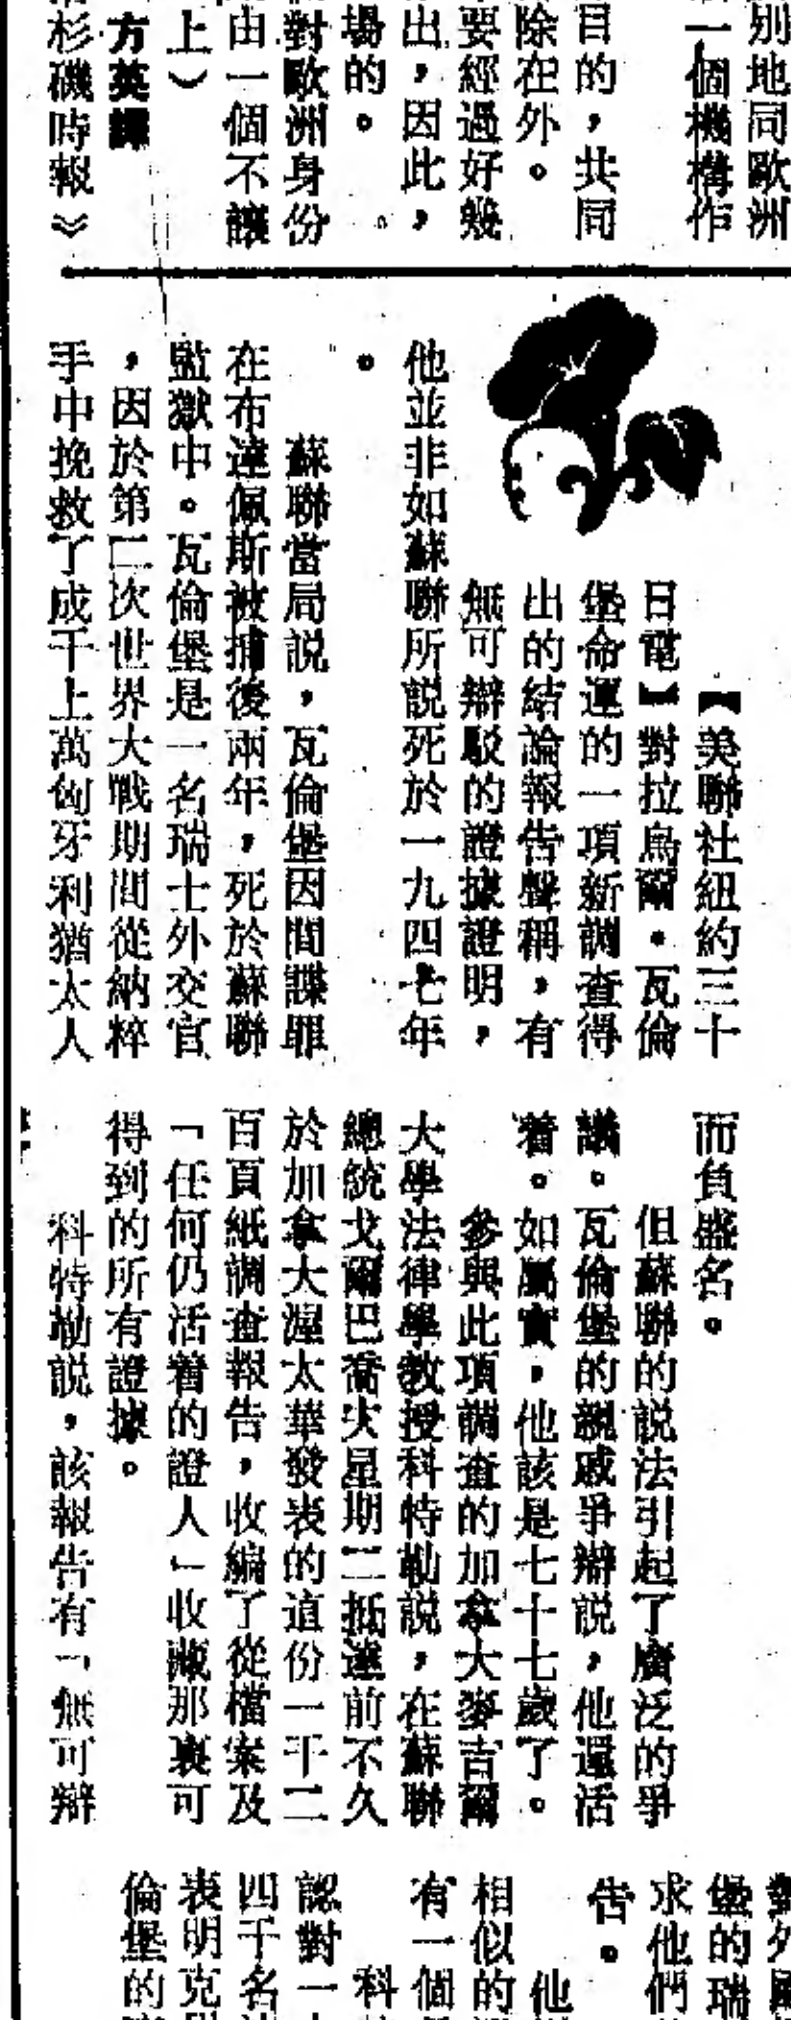 別地同歐洲
一個機構作
目的，共同
除在外。
要經過好幾
出，因此，
場的。
對歐洲身份
由一個不讓
上）
方英譯
杉磯時報》
【美聯社紐約三十
日電】對拉烏爾·瓦倫
堡命運的一項新調查得
出的結論報告聲稱，有
無可辯駁的證據證明，
他並非如蘇聯所説死於一九四七年
。
蘇聯當局説，瓦倫堡因間諜罪
在布達佩斯被捕後兩年，死於蘇聯
監獄中。瓦倫堡是一名瑞士外交官
，因於第二次世界大戰期間從納粹
手中挽救了成千上萬匈牙利猶太人
而負盛名。
但蘇聯的説法引起了廣泛的爭
議。瓦倫堡的親戚爭辯説，他還活
着。如屬實，他該是七十七歲了。
參與此項調查的加拿大麥吉爾
大學法律學教授科特勒説，在蘇聯
總統戈爾巴喬夫星期二抵達前不久
於加拿大渥太華發表的這份一千二
百頁紙調查報告，收編了從檔案及
「任何仍活着的證人」收藏那裏可
得到的所有證據。
科特勒説，該報告有「無可辯
對外
堡的瑞
求他們
告。
他
相似的
有一個
科
認對一
四千名
表明克
倫堡的